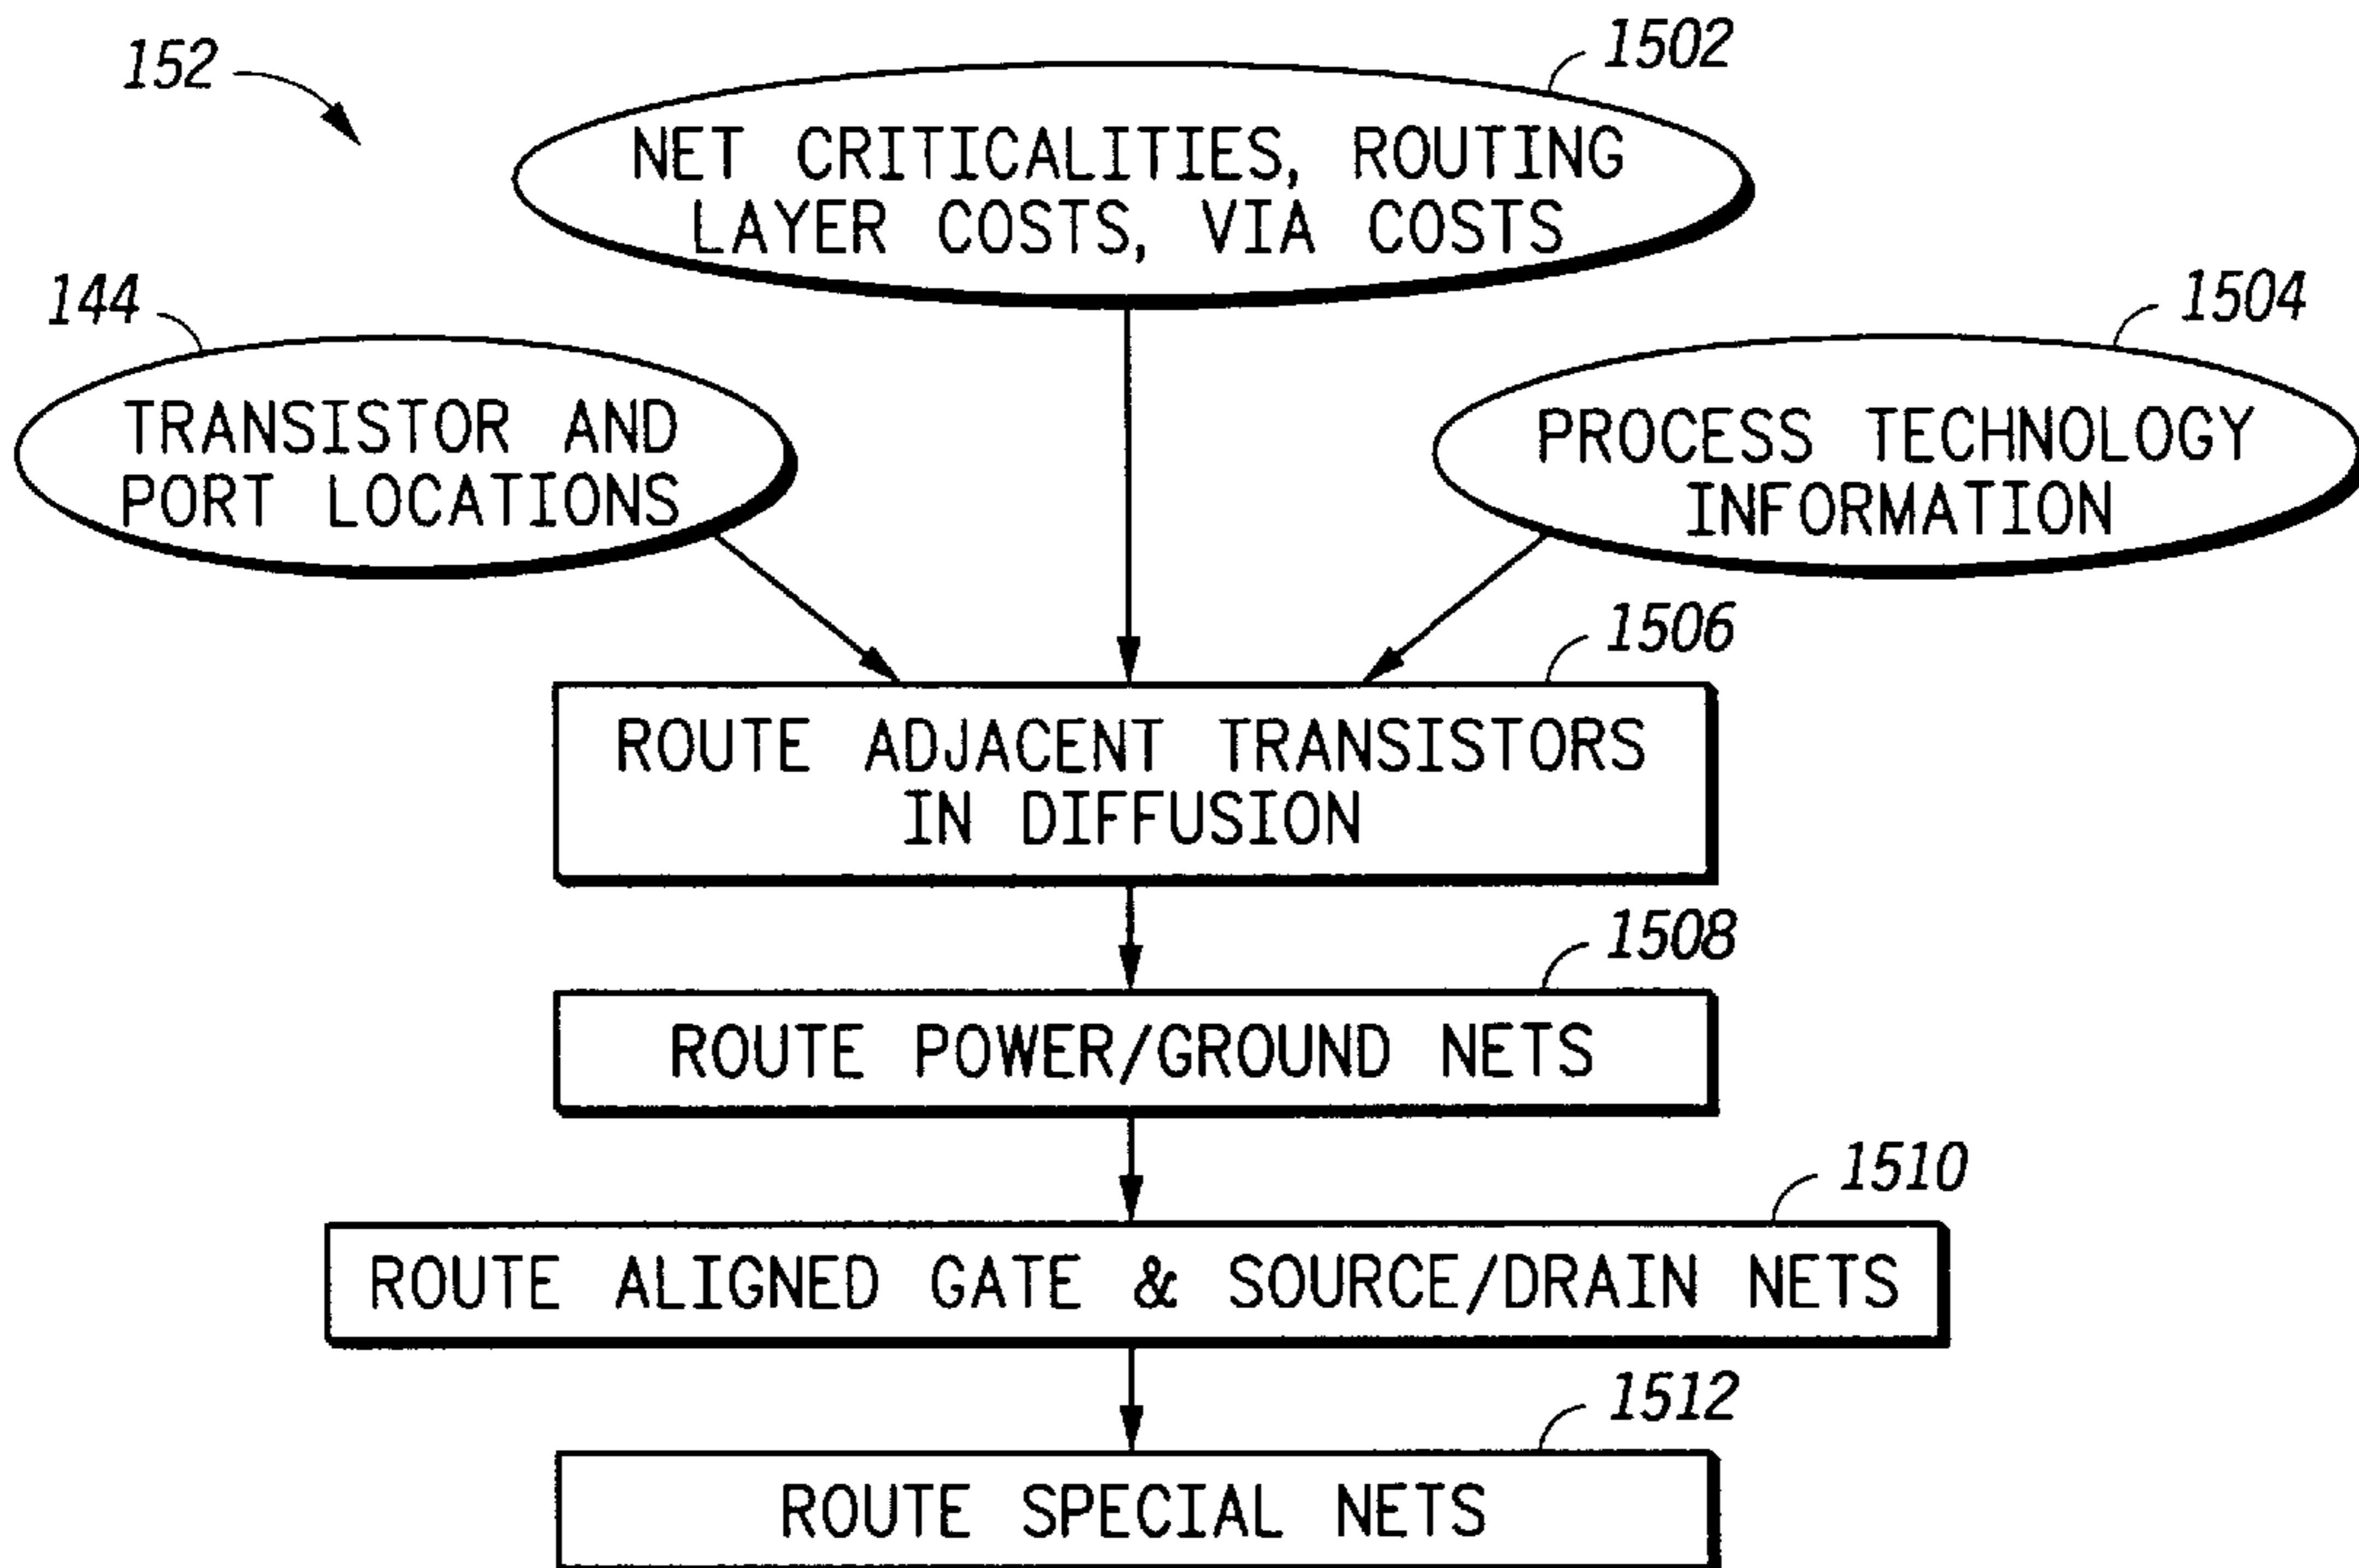 152
1502
NET CRITICALITIES, ROUTING
LAYER COSTS, VIA COSTS
144
TRANSISTOR AND
PORT LOCATIONS
1504
PROCESS TECHNOLOGY
INFORMATION
1506
ROUTE ADJACENT TRANSISTORS
IN DIFFUSION
1508
ROUTE POWER/GROUND NETS
1510
ROUTE ALIGNED GATE & SOURCE/DRAIN NETS
1512
ROUTE SPECIAL NETS